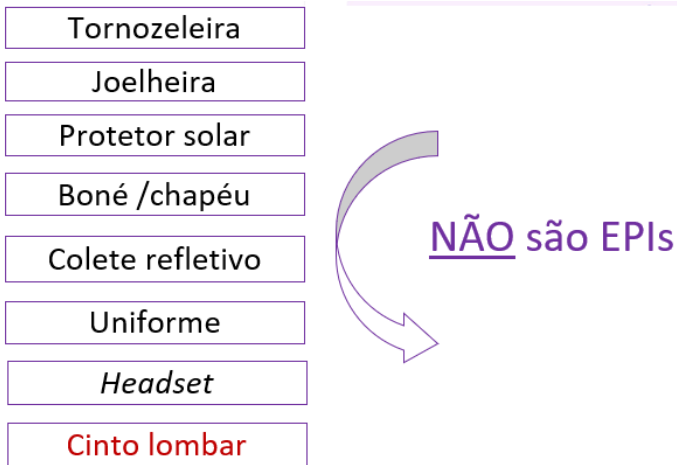 Tornozeleira
Joelheira
Protetor solar
Boné /chapéu
Colete refletivo
Uniforme
Headset
Cinto lombar
NÃO são EPIs